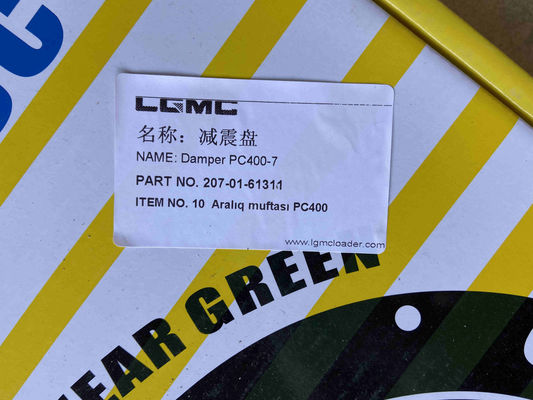 LGMC
名称：减震盘
NAME: Damper PC400-7
PART NO. 207-01-61311
ITEM NO. 10 Aralıq muftası PC400
www.lgmcloader.com
EAR GREEN